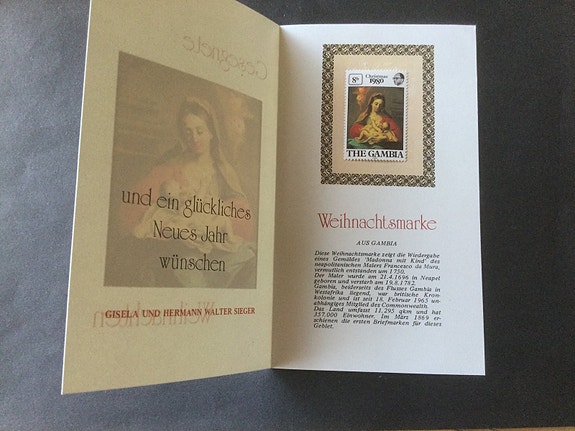 Gesegnete
und ein glückliches
Neues Jahr
wünschen
Weihnachten
GISELA UND HERMANN WALTER SIEGER
8b
Christmas
1980
THE GAMBIA
Weihnachtsmarke
AUS GAMBIA
Diese Weihnachtsmarke zeigt die Wiedergabe
eines Gemäldes 'Madonna mit Kind' des
neapolitanischen Malers Francesco da Mura,
vermutlich entstanden um 1750.
Der Maler wurde am 21.4.1696 in Neapel
geboren und verstarb am 19.8.1782.
Gambia, beiderseits des Flusses Gambia in
Westafrika liegend, war britische Kron-
kolonie und ist seit 18. Februar 1965 un-
abhängiges Mitglied des Commonwealth.
Das Land umfasst 11.295 qkm und hat
357.000 Einwohner. Im März 1869 er-
schienen die ersten Briefmarken für dieses
Gebiet.